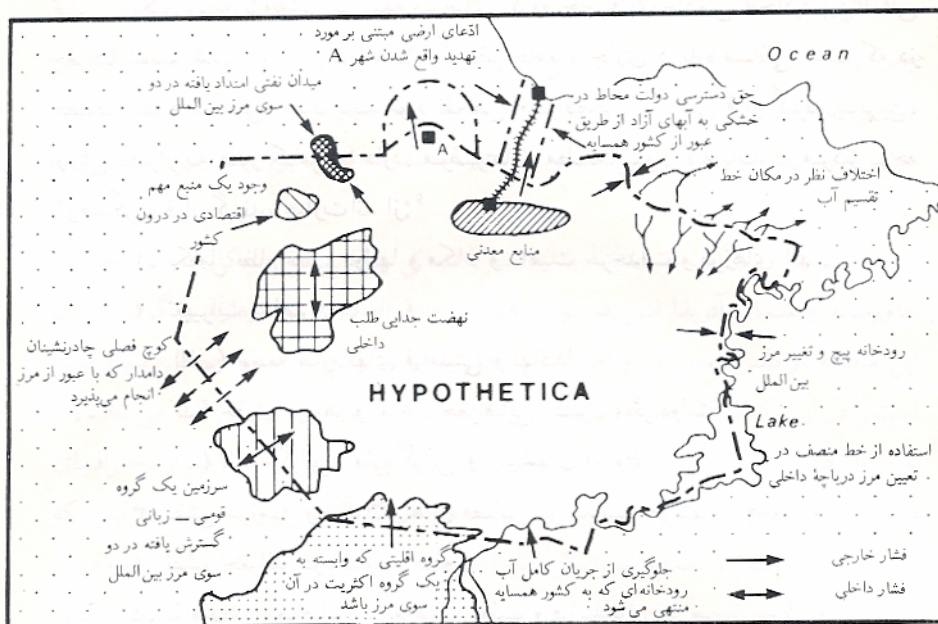 ادّعای ارضی مبتنی بر مورد
تهدید واقع شدن شهر A
Ocean
میدان نفتی امتداد یافته در دو
سوی مرز بین الملل
حق دسترسی دولت محاط در
خشکی به آبهای آزاد از طریق
عبور از کشور همسایه
A
اختلاف نظر در مکان خط
تقسیم آب
وجود یک منبع مهم
اقتصادی در درون
کشور
منابع معدنی
نهضت جدایی طلب
داخلی
کوچ فصلی چادرنشینان
دامدار که با عبور از مرز
انجام می‌پذیرد
رودخانه پیچ و تغییر مرز
بین الملل
HYPOTHETICA
Lake
استفاده از خط منصف در
تعیین مرز دریاچهٔ داخلی
سرزمین یک گروه
قومی — زبانی
گسترش یافته در دو
سوی مرز بین الملل
گروه اقلیتی که وابسته به
یک گروه اکثریت در آن
سوی مرز باشد
جلوگیری از جریان کامل آب
رودخانه‌ای که به کشور همسایه
منتهی می‌شود
فشار خارجی
فشار داخلی